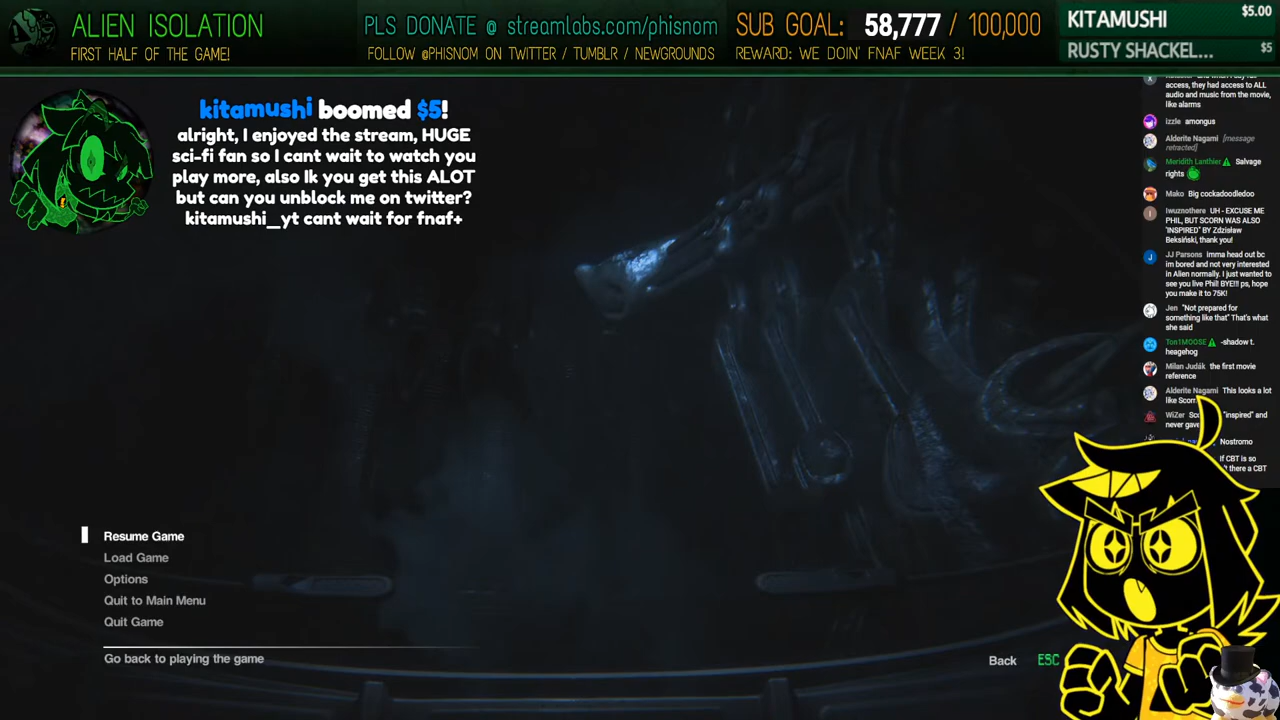 ALIEN ISOLATION
FIRST HALF OF THE GAME!
PLS DONATE @ streamlabs.com/phisnom
FOLLOW @PHISNOM ON TWITTER / TUMBLR / NEWGROUNDS
SUB GOAL: 58,777 / 100,000
REWARD: WE DOIN' FNAF WEEK 3!
KITAMUSHI $5.00
RUSTY SHACKEL... $5
kitamushi boomed $5!
alright, I enjoyed the stream, HUGE
sci-fi fan so I cant wait to watch you
play more, also Ik you get this ALOT
but can you unblock me on twitter?
kitamushi_yt cant wait for fnaf+
access, they had access to ALL
audio and music from the movie,
like alarms
izzle amongus
Alderite Nagami [message
retracted]
Meridith Lanthier Salvage
rights
Mako Big cockadoodledoo
Iwuznothere UH - EXCUSE ME
PHIL, BUT SCORN WAS ALSO
"INSPIRED" BY Zdzisław
Beksiński, thank you!
JJ Parsons Imma head out bc
im bored and not very interested
in Alien normally. I just wanted to
see you live Phil! BYE!!! ps, hope
you make it to 75K!
Jen "Not prepared for
something like that" That's what
she said
Ton1MOOSE -shadow t.
heagehog
Milan Judák the first movie
reference
Alderite Nagami This looks a lot
like
WiZer "inspired" and
never
Nostromo
If CBT is so
there a CBT
Resume Game
Load Game
Options
Quit to Main Menu
Quit Game
Go back to playing the game
Back ESC